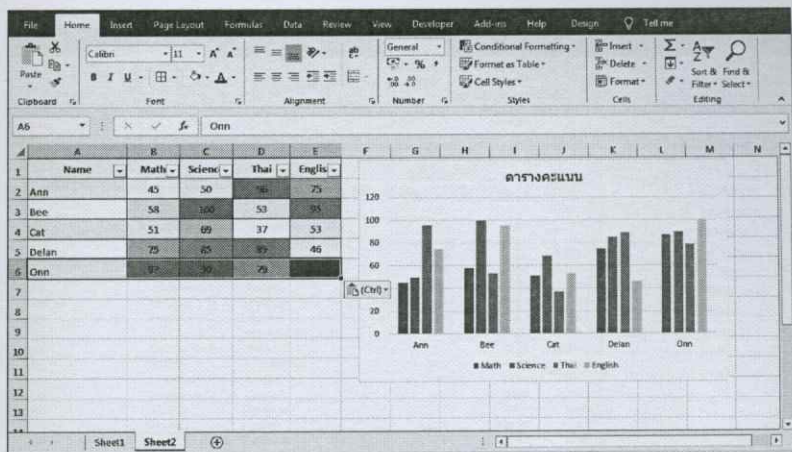 File Home Insert Page Layout Formulas Data Review View Developer Add-ins Help Design Tell me
Paste
Calibri 11 A A
B I U A
ab
General
% ,
Conditional Formatting
Format as Table
Cell Styles
Insert
Delete
Format
Sort & Filter
Find & Select
Clipboard Font Alignment Number Styles Cells Editing
A6 fx Onn
A B C D E F G H I J K L M N
1 Name Math Scienc Thai Englis
2 Ann 45 50 75
3 Bee 58 100 53 95
4 Cat 51 69 37 53
5 Delan 75 85 46
6 Onn 79
7
8
9
10
11
12
13
ตารางคะแนน
120
100
80
60
(Ctrl)
20
0
Ann Bee Cat Delan Onn
Math Science Thai English
Sheet1 Sheet2